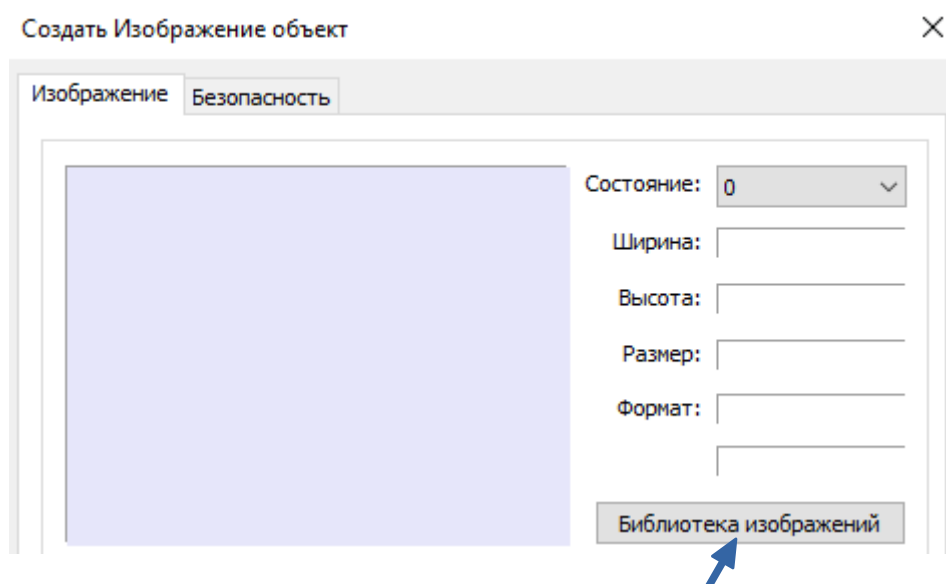 Создать Изображение объект
Изображение Безопасность
Состояние: 0
Ширина:
Высота:
Размер:
Формат:
Библиотека изображений